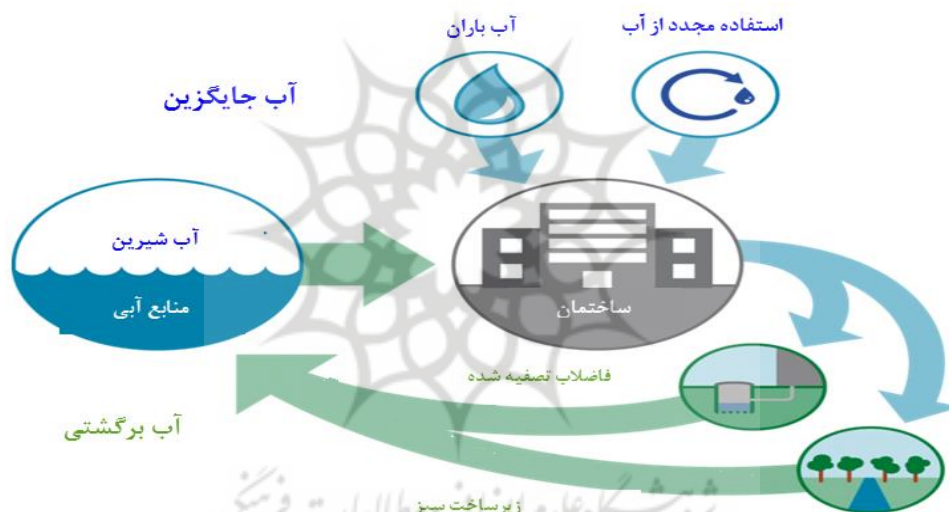 استفاده مجدد از آب
آب باران
آب جایگزین
آب شیرین
منابع آبی
ساختمان
فاضلاب تصفیه شده
آب برگشتی
زیرساخت سبز